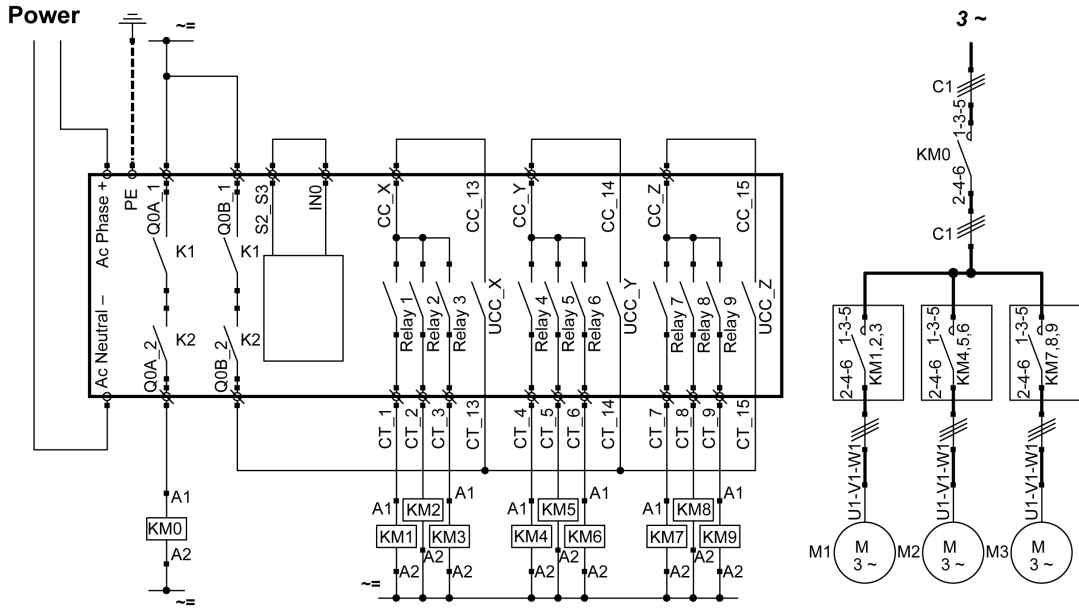 Power
~=
3 ~
C1
1-3-5
KM0
2-4-6
C1
Ac Phase +
PE
Q0A_1
Q0B_1
S2_S3
IN0
CC_X
CC_13
CC_Y
CC_14
CC_Z
CC_15
K1
K1
Ac Neutral –
Q0A_2
K2
Q0B_2
K2
Relay 1
Relay 2
Relay 3
UCC_X
Relay 4
Relay 5
Relay 6
UCC_Y
Relay 7
Relay 8
Relay 9
UCC_Z
CT_1
CT_2
CT_3
CT_13
CT_4
CT_5
CT_6
CT_14
CT_7
CT_8
CT_9
CT_15
1-3-5
2-4-6
KM1,2,3
1-3-5
2-4-6
KM4,5,6
1-3-5
2-4-6
KM7,8,9
U1-V1-W1
U1-V1-W1
U1-V1-W1
A1
KM0
A2
~=
A1
A1
KM2
KM1
KM3
A2
A2
A2
A1
A1
KM5
KM4
KM6
A2
A2
A2
A1
A1
KM8
KM7
KM9
A2
A2
A2
~=
M1
M
3 ~
M2
M
3 ~
M3
M
3 ~